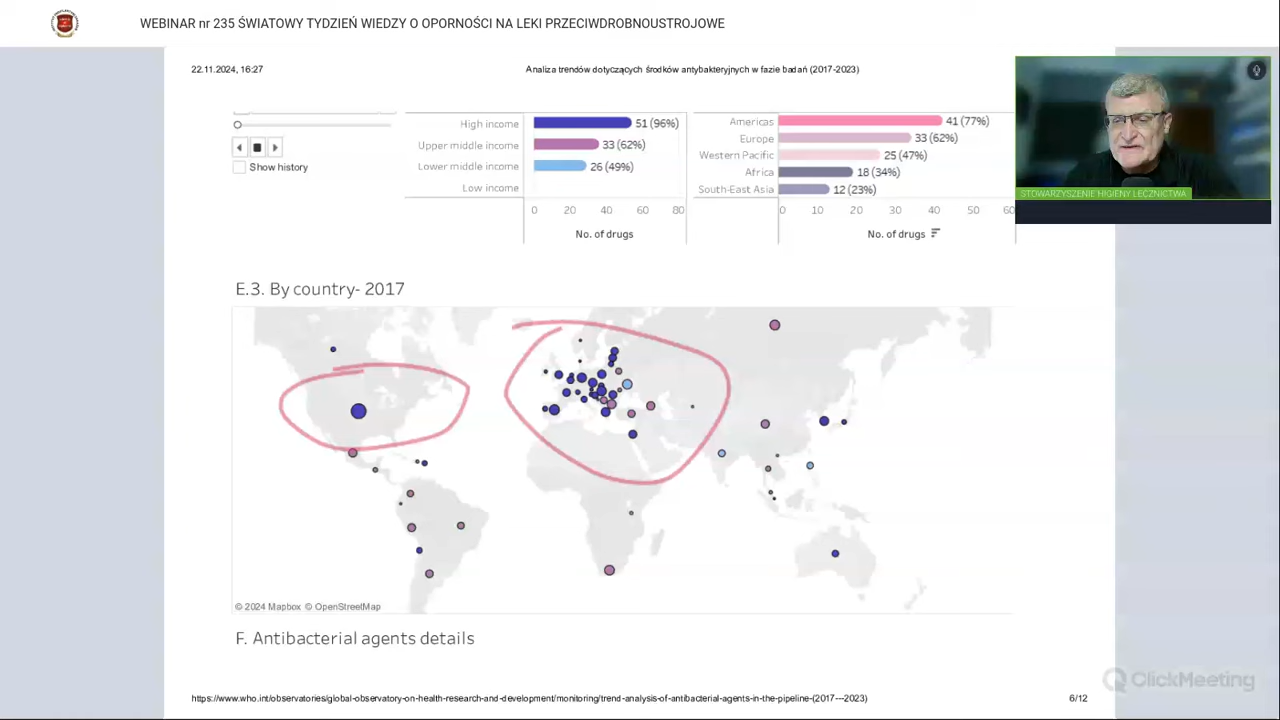 WEBINAR nr 235 ŚWIATOWY TYDZIEŃ WIEDZY O OPORNOŚCI NA LEKI PRZECIWDROBNOUSTROJOWE
22.11.2024, 16:27
Analiza trendów dotyczących środków antybakteryjnych w fazie badań (2017-2023)
Show history
High income 51 (96%)
Upper middle income 33 (62%)
Lower middle income 26 (49%)
Low income
0 20 40 60 80
No. of drugs
Americas 41 (77%)
Europe 33 (62%)
Western Pacific 25 (47%)
Africa 18 (34%)
South-East Asia 12 (23%)
0 10 20 30 40 50 60
No. of drugs
STOWARZYSZENIE HIGIENY LECZNICTWA
E.3. By country- 2017
© 2024 Mapbox © OpenStreetMap
F. Antibacterial agents details
https://www.who.int/observatories/global-observatory-on-health-research-and-development/monitoring/trend-analysis-of-antibacterial-agents-in-the-pipeline-(2017---2023)
6/12
ClickMeeting